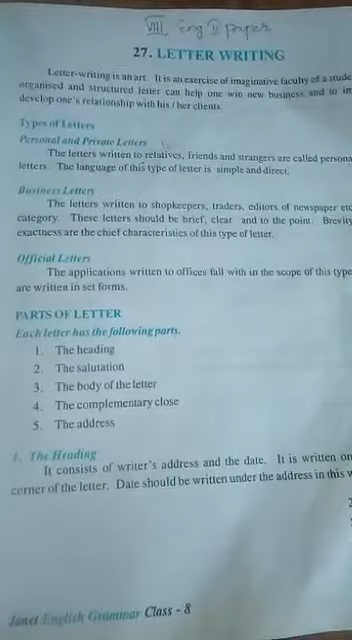 VIII Eng II paper
27. LETTER WRITING
Letter-writing is an art. It is an exercise of imaginative faculty of a stude
organised and structured letter can help one win new business and to im
develop one's relationship with his / her clients.
Types of Letters
Personal and Private Letters
The letters written to relatives, friends and strangers are called persona
letters. The language of this type of letter is simple and direct.
Business Letters
The letters written to shopkeepers, traders, editors of newspaper etc
category. These letters should be brief, clear and to the point. Brevity
exactness are the chief characteristics of this type of letter.
Official Letters
The applications written to offices fall with in the scope of this type
are written in set forms.
PARTS OF LETTER
Each letter has the following parts.
1. The heading
2. The salutation
3. The body of the letter
4. The complementary close
5. The address
1. The Heading
It consists of writer's address and the date. It is written on
corner of the letter. Date should be written under the address in this w
Janet English Grammar Class - 8